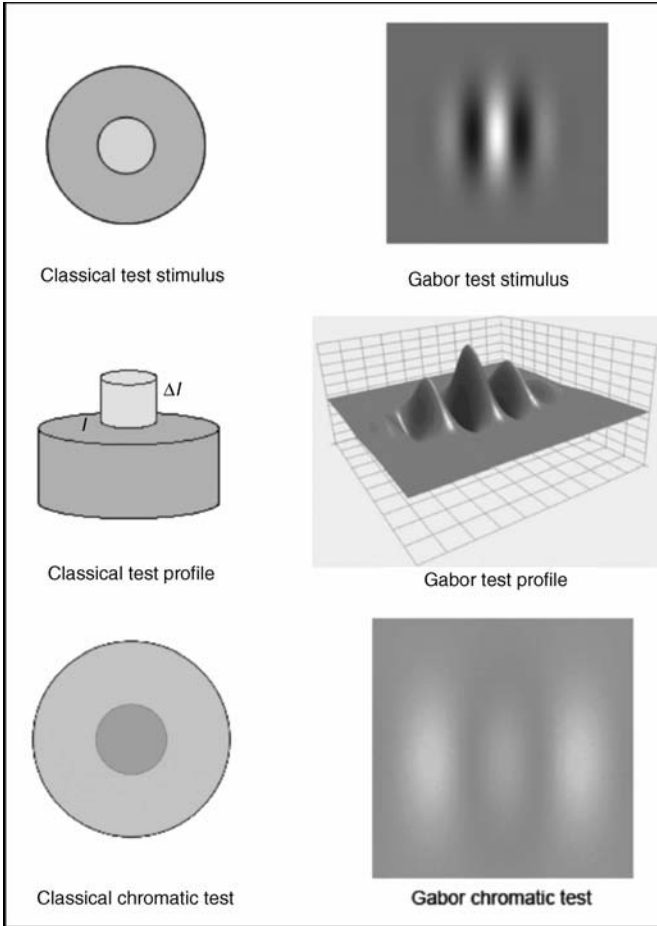 Classical test stimulus
Gabor test stimulus
ΔI
I
Classical test profile
Gabor test profile
Classical chromatic test
Gabor chromatic test